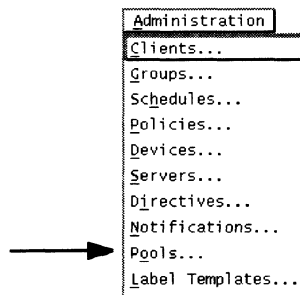 Administration
Clients...
Groups...
Schedules...
Policies...
Devices...
Servers...
Directives...
Notifications...
Pools...
Label Templates...